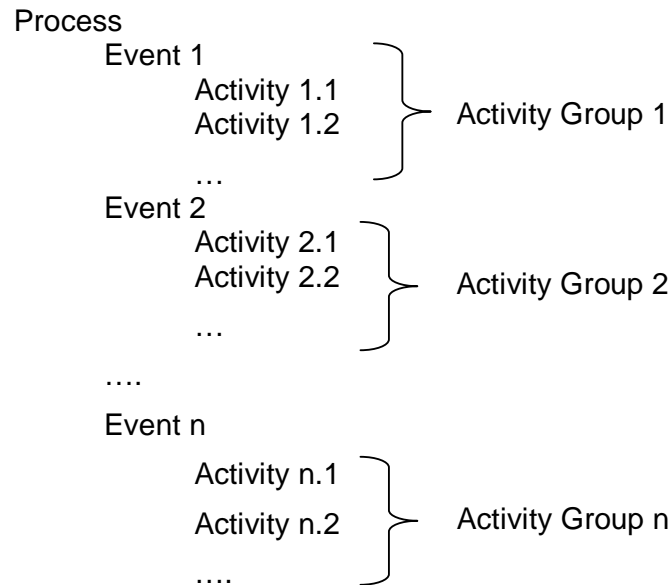 Process
Event 1
Activity 1.1
Activity 1.2
Activity Group 1
…
Event 2
Activity 2.1
Activity 2.2
Activity Group 2
…
….
Event n
Activity n.1
Activity n.2
Activity Group n
….